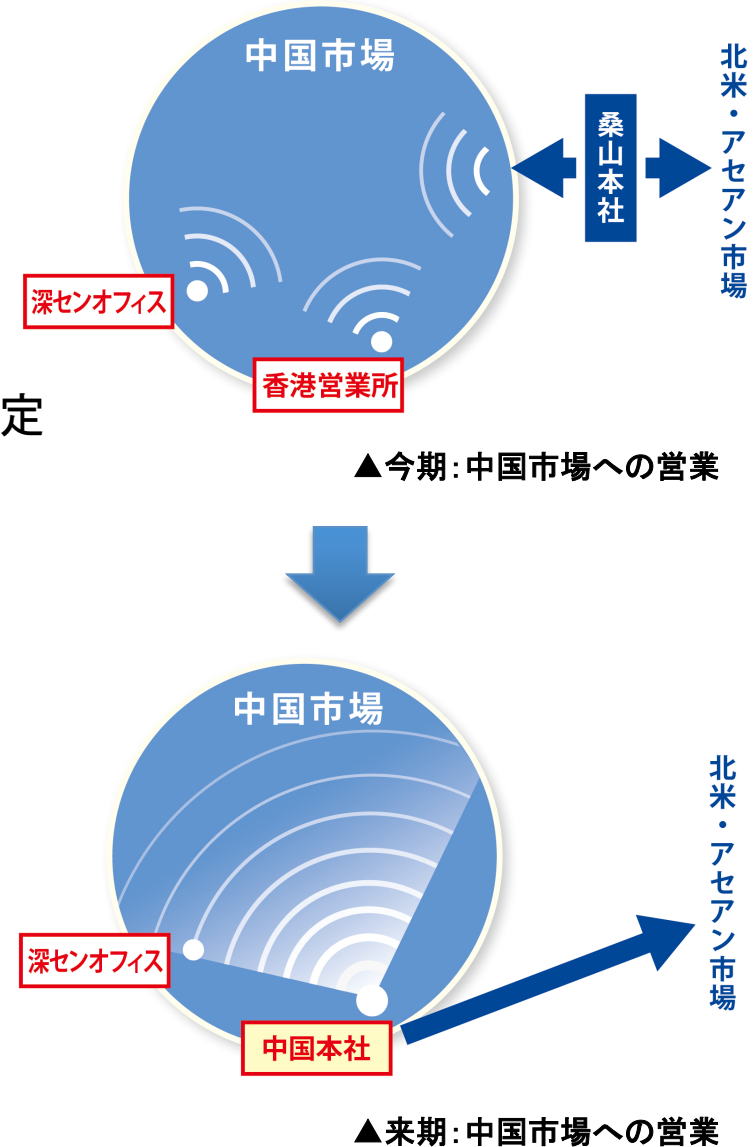 中国市場
北米・アセアン市場
桑山本社
深センオフィス
香港営業所
定
▲今期：中国市場への営業
中国市場
北米・アセアン市場
深センオフィス
中国本社
▲来期：中国市場への営業